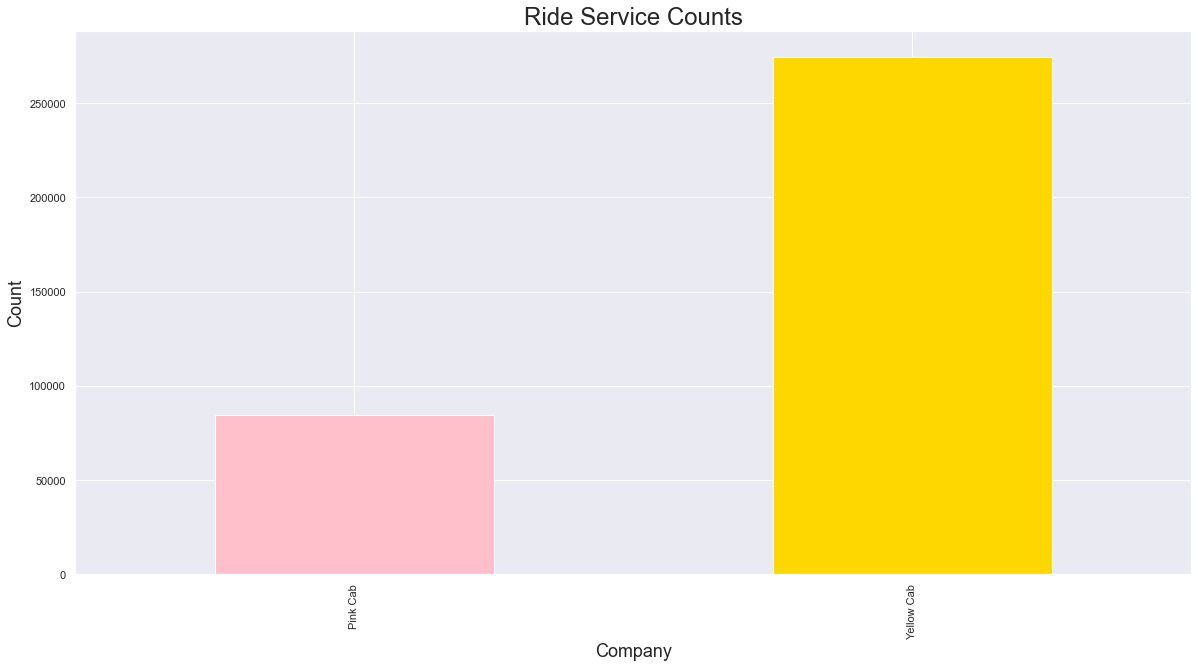 Ride Service Counts
250000
200000
150000
100000
50000
0
Count
Pink Cab
Yellow Cab
Company